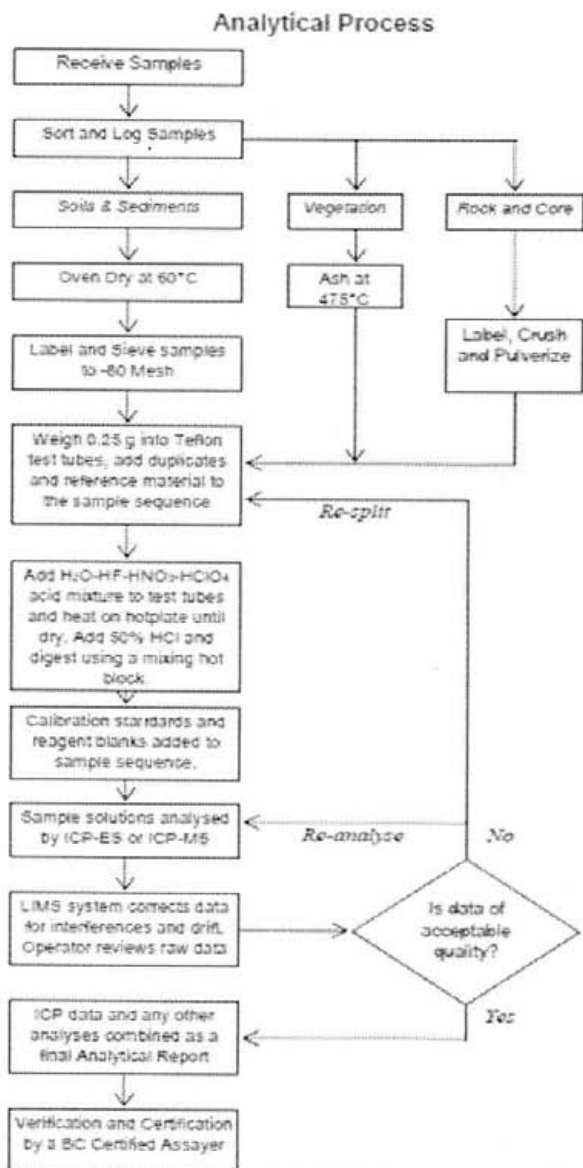 Analytical Process
Receive Samples
Sort and Log Samples
Soils & Sediments
Vegetation
Rock and Core
Oven Dry at 60°C
Ash at
475°C
Label and Sieve samples
to -80 Mesh
Label, Crush
and Pulverize
Weigh 0.25 g into Teflon
test tubes, add duplicates
and reference material to
the sample sequence
Re-split
Add H₂O-HF-HNO₃-HClO₄
acid mixture to test tubes
and heat on hotplate until
dry. Add 50% HCl and
digest using a mixing hot
block.
Calibration standards and
reagent blanks added to
sample sequence.
Sample solutions analysed
by ICP-ES or ICP-MS
Re-analyse
No
LIMS system corrects data
for interferences and drift.
Operator reviews raw data
Is data of
acceptable
quality?
Yes
ICP data and any other
analyses combined as a
final Analytical Report
Verification and Certification
by a BC Certified Assayer